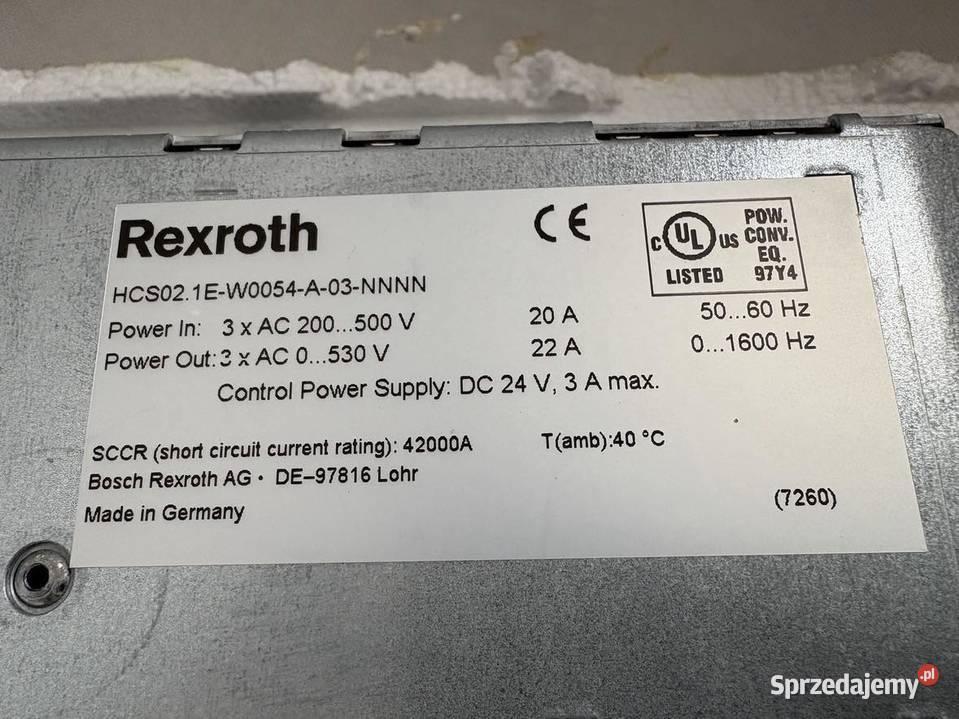 Rexroth
CE
C UL US
LISTED
POW.
CONV.
EQ.
97Y4
HCS02.1E-W0054-A-03-NNNN
Power In: 3 x AC 200...500 V 20 A 50...60 Hz
Power Out: 3 x AC 0...530 V 22 A 0...1600 Hz
Control Power Supply: DC 24 V, 3 A max.
SCCR (short circuit current rating): 42000A T(amb):40 °C
Bosch Rexroth AG • DE–97816 Lohr
Made in Germany (7260)
Sprzedajemy.pl